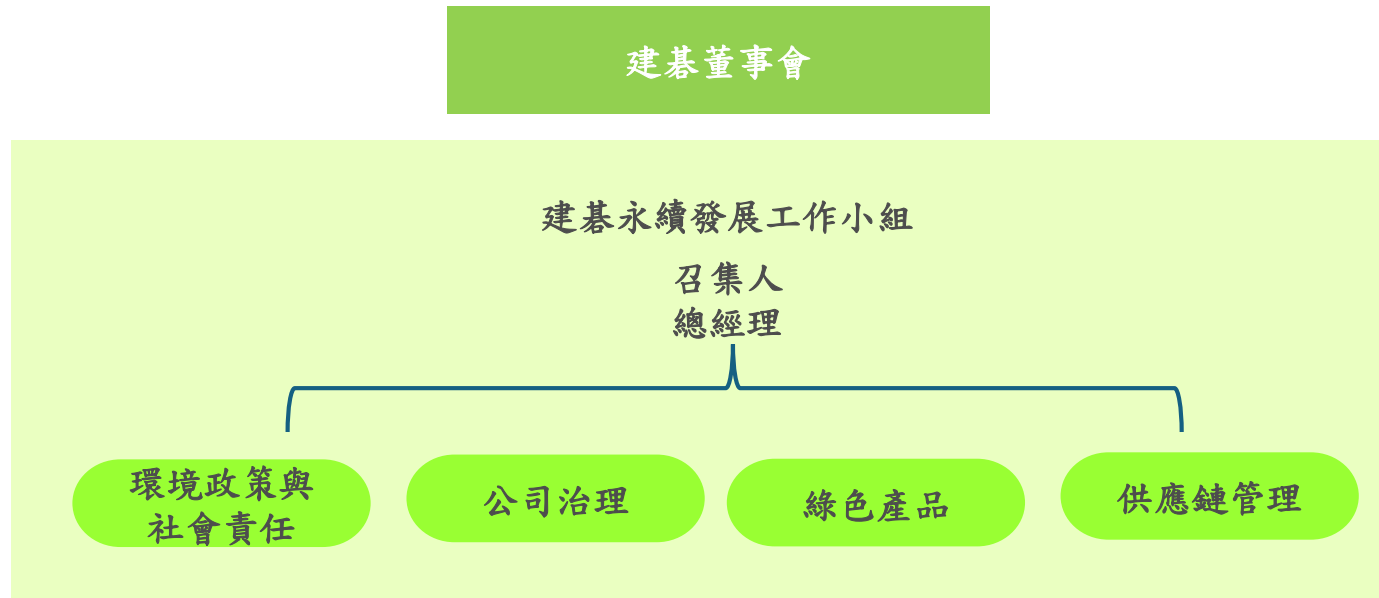 建碁董事會
建碁永續發展工作小組
召集人
總經理
環境政策與
社會責任
公司治理
綠色產品
供應鏈管理